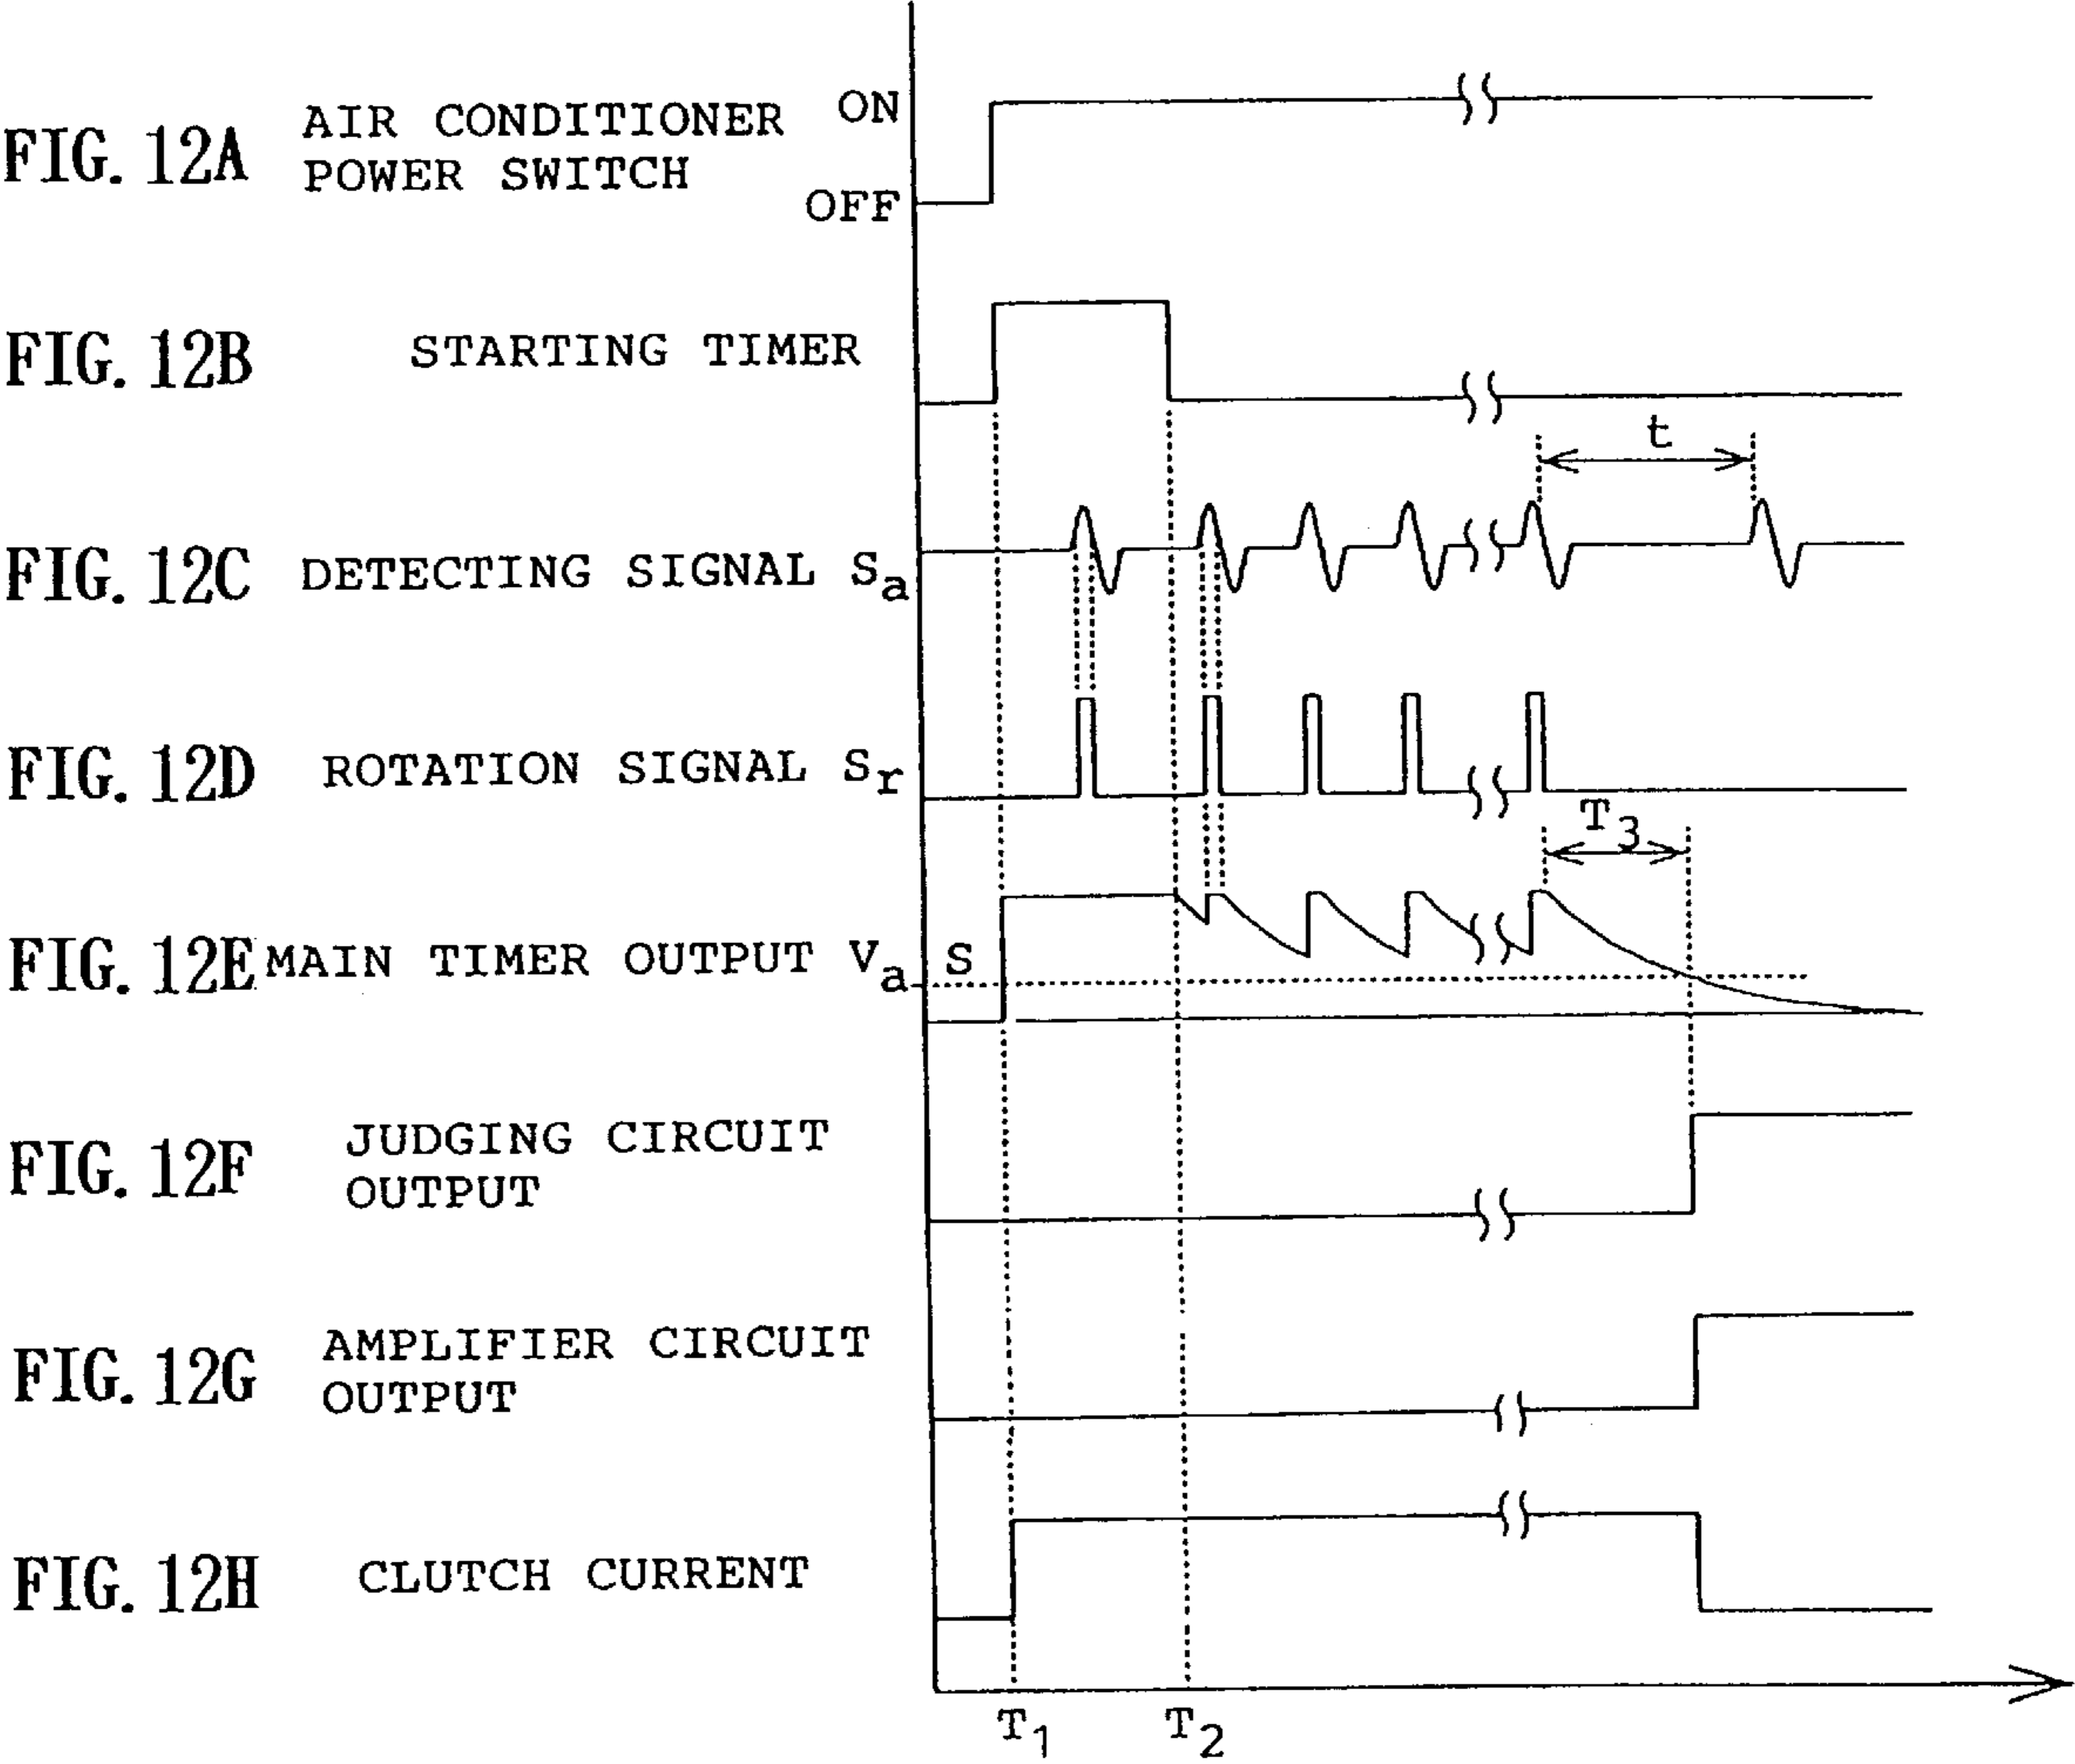 FIG. 12A AIR CONDITIONER POWER SWITCH ON OFF
FIG. 12B STARTING TIMER
t
FIG. 12C DETECTING SIGNAL Sa
FIG. 12D ROTATION SIGNAL Sr
T3
FIG. 12E MAIN TIMER OUTPUT Va S
FIG. 12F JUDGING CIRCUIT OUTPUT
FIG. 12G AMPLIFIER CIRCUIT OUTPUT
FIG. 12H CLUTCH CURRENT
T1 T2